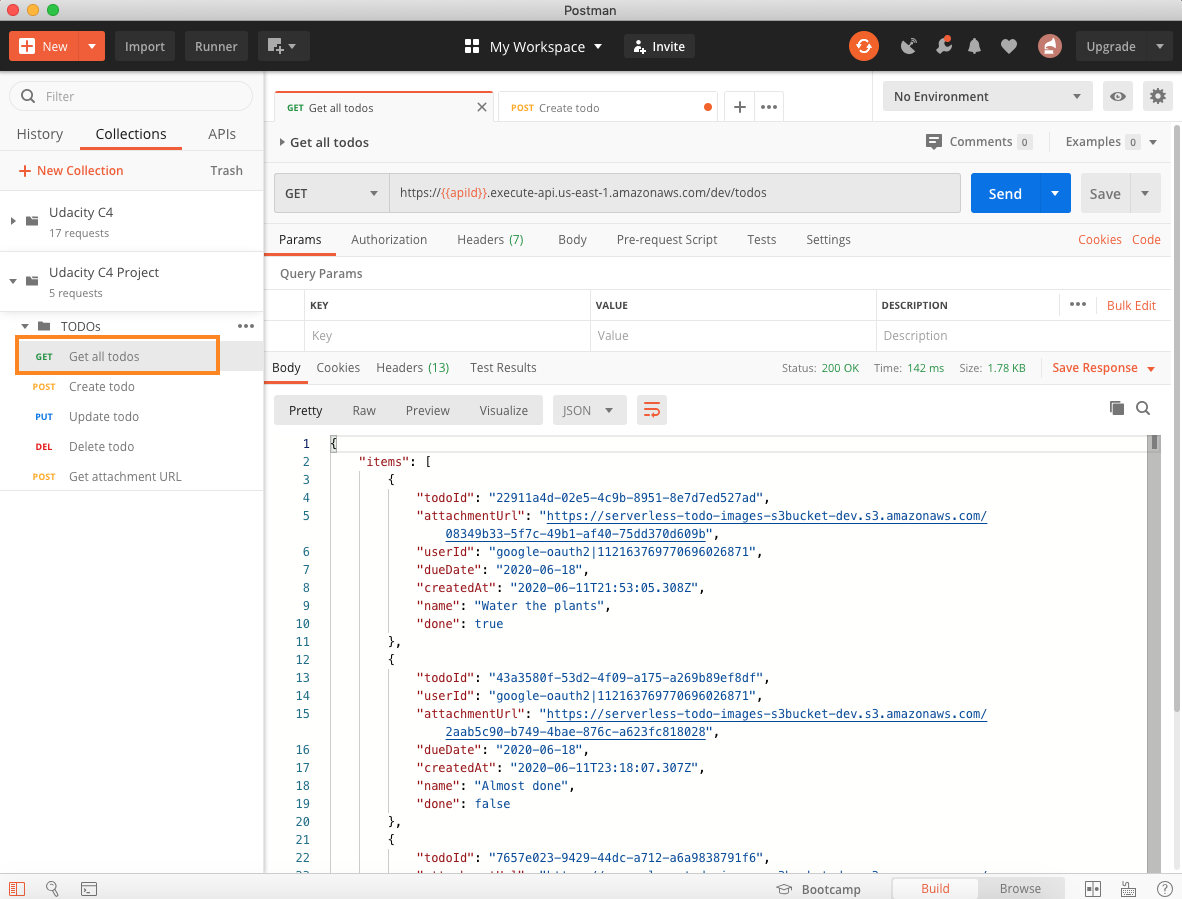 Postman
New
Import
Runner
My Workspace
Invite
Upgrade
Filter
History
Collections
APIs
New Collection
Trash
Udacity C4
17 requests
Udacity C4 Project
5 requests
TODOs
GET Get all todos
POST Create todo
PUT Update todo
DEL Delete todo
POST Get attachment URL
GET Get all todos
POST Create todo
No Environment
Get all todos
Comments 0
Examples 0
GET
https://{{apiId}}.execute-api.us-east-1.amazonaws.com/dev/todos
Send
Save
Params Authorization Headers (7) Body Pre-request Script Tests Settings
Cookies Code
Query Params
KEY VALUE DESCRIPTION
Bulk Edit
Key Value Description
Body Cookies Headers (13) Test Results
Status: 200 OK Time: 142 ms Size: 1.78 KB
Save Response
Pretty Raw Preview Visualize
JSON
1 {
2 "items": [
3 {
4 "todoId": "22911a4d-02e5-4c9b-8951-8e7d7ed527ad",
5 "attachmentUrl": "https://serverless-todo-images-s3bucket-dev.s3.amazonaws.com/
08349b33-5f7c-49b1-af40-75dd370d609b",
6 "userId": "google-oauth2|112163769770696026871",
7 "dueDate": "2020-06-18",
8 "createdAt": "2020-06-11T21:53:05.308Z",
9 "name": "Water the plants",
10 "done": true
11 },
12 {
13 "todoId": "43a3580f-53d2-4f09-a175-a269b89ef8df",
14 "userId": "google-oauth2|112163769770696026871",
15 "attachmentUrl": "https://serverless-todo-images-s3bucket-dev.s3.amazonaws.com/
2aab5c90-b749-4bae-876c-a623fc818028",
16 "dueDate": "2020-06-18",
17 "createdAt": "2020-06-11T23:18:07.307Z",
18 "name": "Almost done",
19 "done": false
20 },
21 {
22 "todoId": "7657e023-9429-44dc-a712-a6a9838791f6",
Bootcamp
Build
Browse